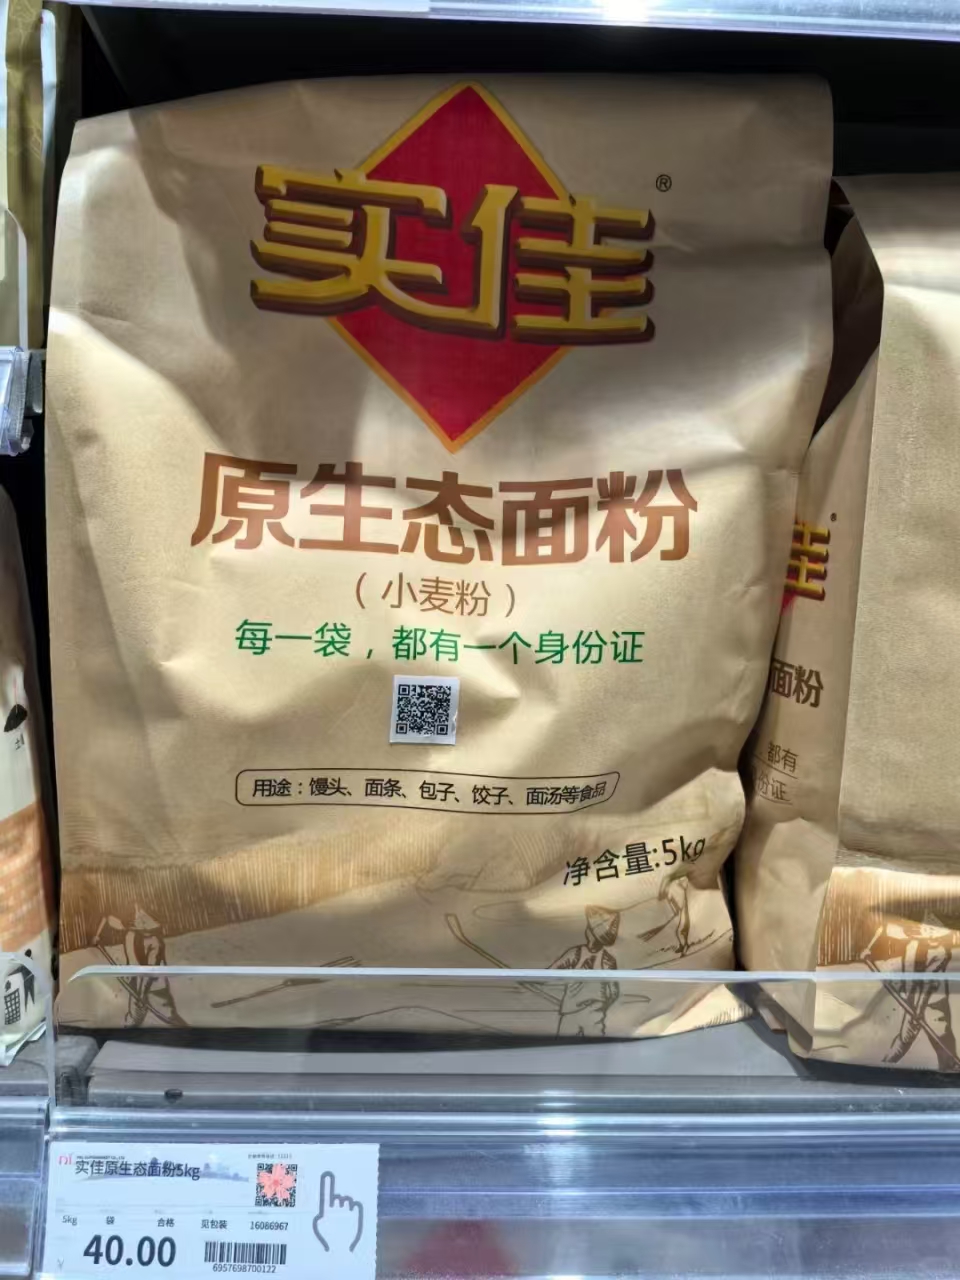 实佳®
原生态面粉
（小麦粉）
每一袋，都有一个身份证
用途：馒头、面条、包子、饺子、面汤等食品
净含量:5kg
佳®
面粉
都有
份证
实佳原生态面粉5kg
5kg 袋 合格 见包装 16086967
¥ 40.00
6957698700122